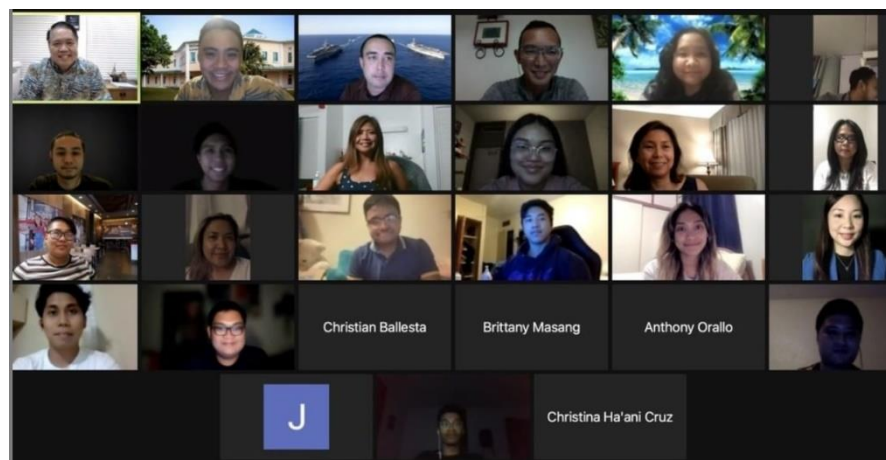 Christian Ballesta
Brittany Masang
Anthony Orallo
J
Christina Ha'ani Cruz